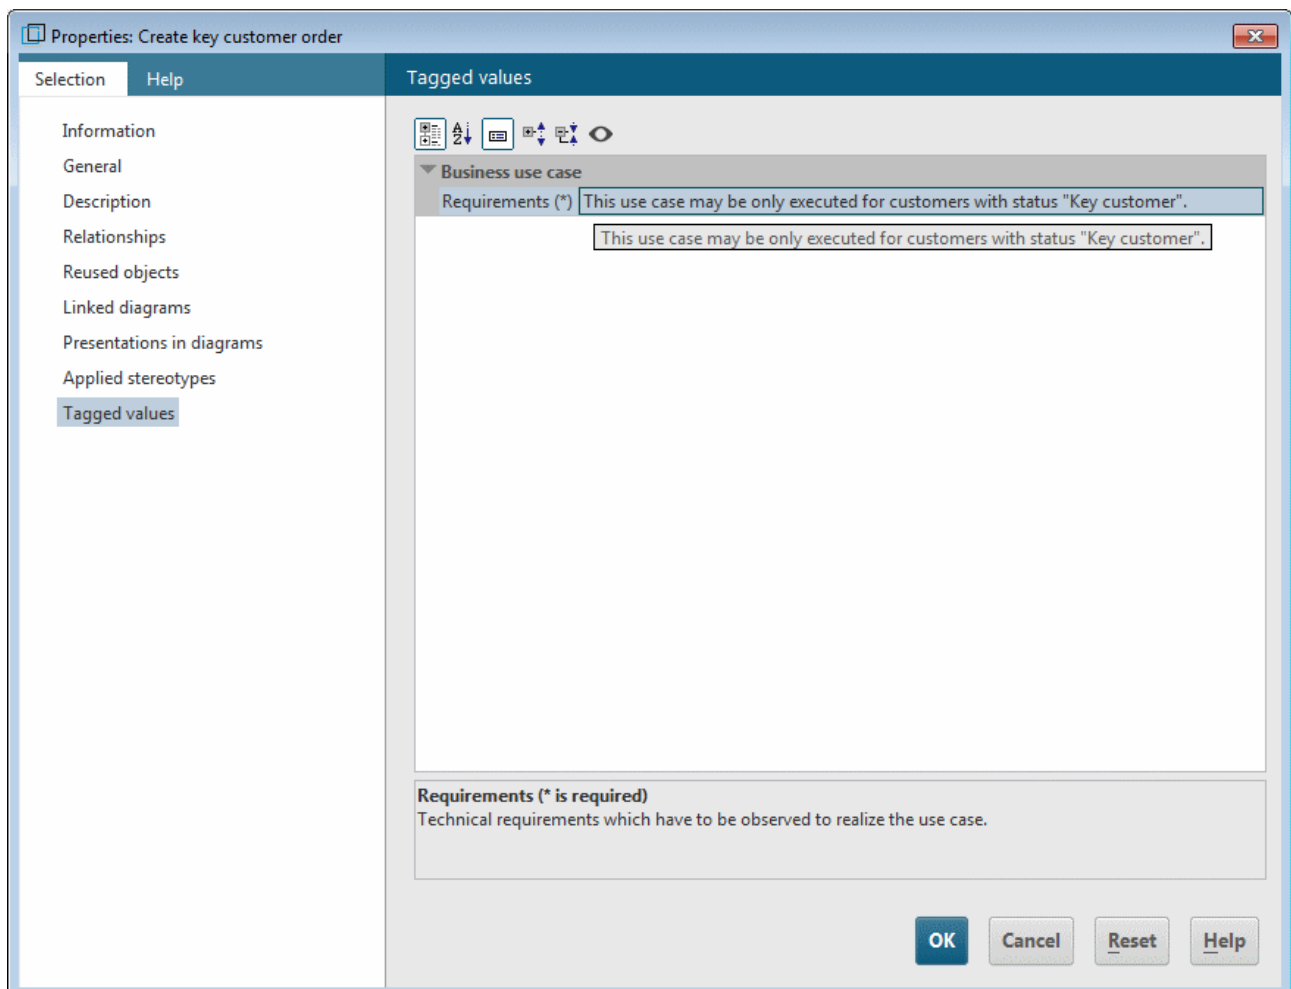 Properties: Create key customer order
Selection
Help
Tagged values
Information
General
Description
Relationships
Reused objects
Linked diagrams
Presentations in diagrams
Applied stereotypes
Tagged values
Business use case
Requirements (*) This use case may be only executed for customers with status "Key customer".
This use case may be only executed for customers with status "Key customer".
Requirements (* is required)
Technical requirements which have to be observed to realize the use case.
OK
Cancel
Reset
Help